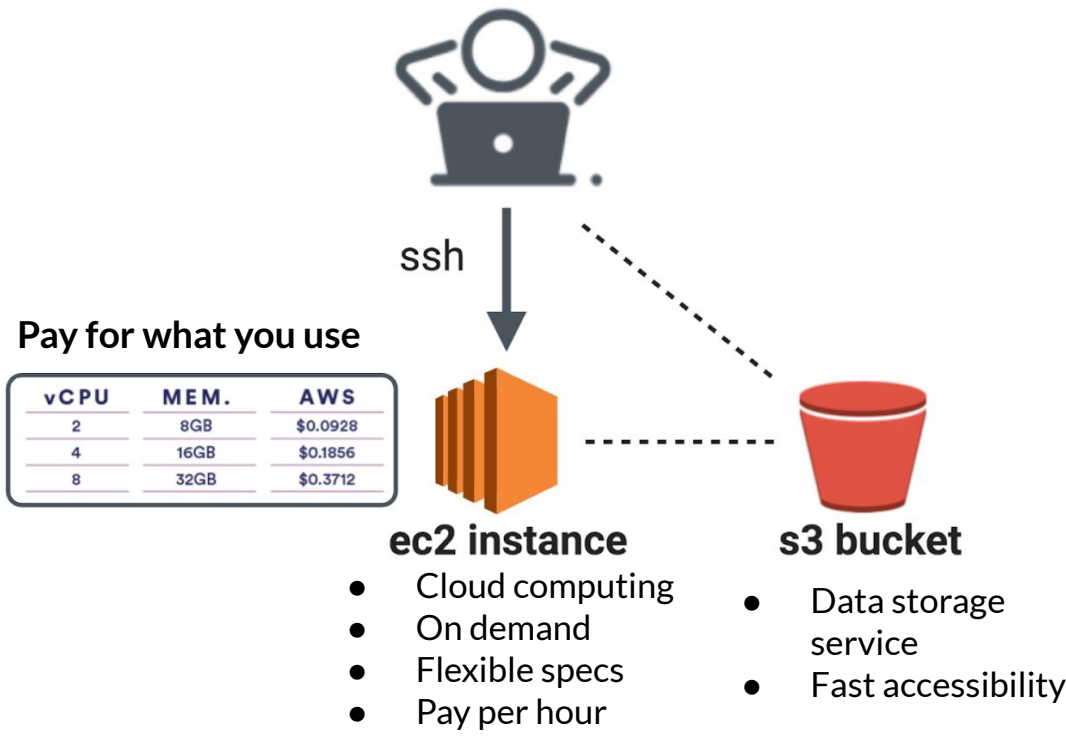 ssh
Pay for what you use
vCPU MEM. AWS
2 8GB $0.0928
4 16GB $0.1856
8 32GB $0.3712
ec2 instance
● Cloud computing
● On demand
● Flexible specs
● Pay per hour
s3 bucket
● Data storage
service
● Fast accessibility